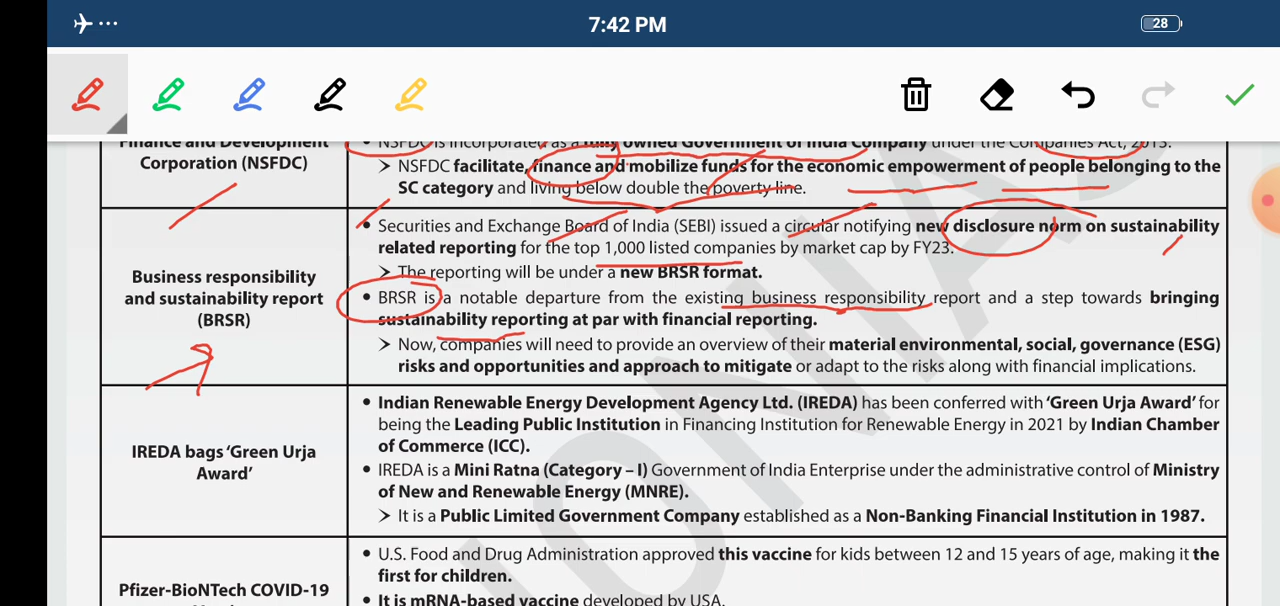 7:42 PM
28
Finance and Development
Corporation (NSFDC)
• NSFDC is incorporated as a fully owned Government of India Company under the Companies Act, 2013.
➢ NSFDC facilitate, finance and mobilize funds for the economic empowerment of people belonging to the
SC category and living below double the poverty line.
Business responsibility
and sustainability report
(BRSR)
• Securities and Exchange Board of India (SEBI) issued a circular notifying new disclosure norm on sustainability
related reporting for the top 1,000 listed companies by market cap by FY23.
➢ The reporting will be under a new BRSR format.
• BRSR is a notable departure from the existing business responsibility report and a step towards bringing
sustainability reporting at par with financial reporting.
➢ Now, companies will need to provide an overview of their material environmental, social, governance (ESG)
risks and opportunities and approach to mitigate or adapt to the risks along with financial implications.
IREDA bags ‘Green Urja
Award’
• Indian Renewable Energy Development Agency Ltd. (IREDA) has been conferred with ‘Green Urja Award’ for
being the Leading Public Institution in Financing Institution for Renewable Energy in 2021 by Indian Chamber
of Commerce (ICC).
• IREDA is a Mini Ratna (Category – I) Government of India Enterprise under the administrative control of Ministry
of New and Renewable Energy (MNRE).
➢ It is a Public Limited Government Company established as a Non-Banking Financial Institution in 1987.
Pfizer-BioNTech COVID-19
• U.S. Food and Drug Administration approved this vaccine for kids between 12 and 15 years of age, making it the
first for children.
• It is mRNA-based vaccine developed by USA.